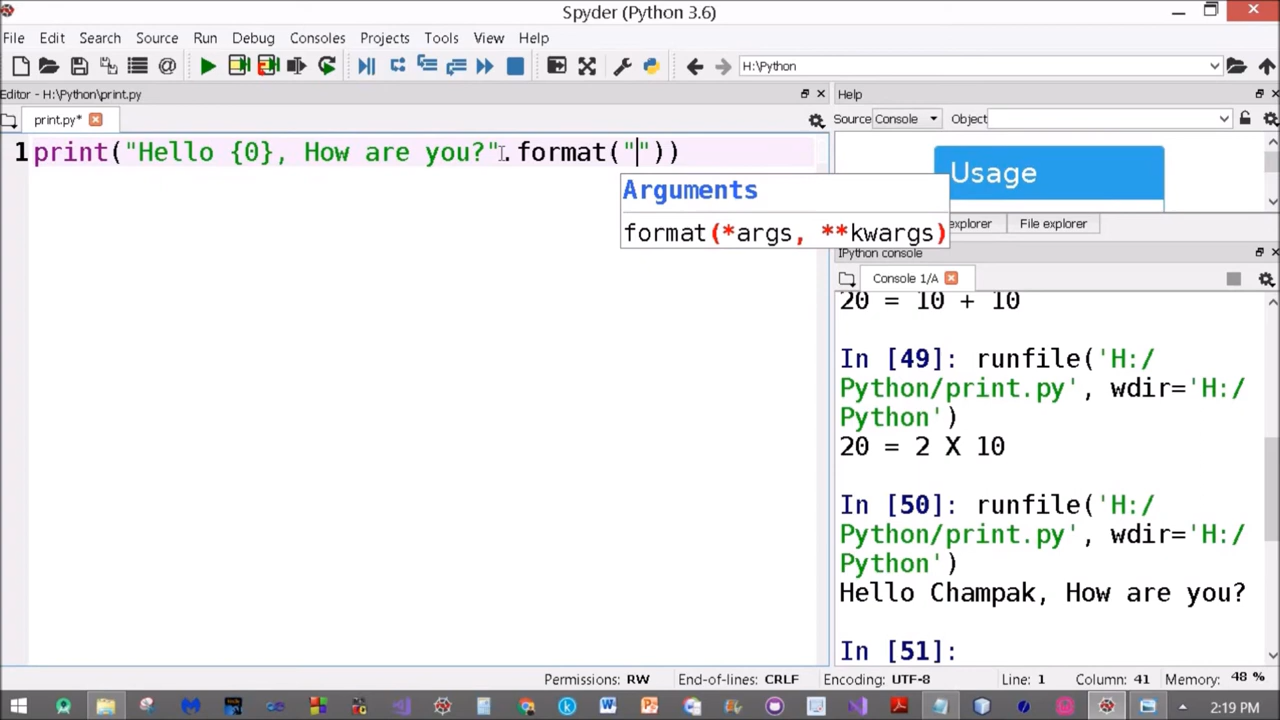 Spyder (Python 3.6)
File Edit Search Source Run Debug Consoles Projects Tools View Help
H:\Python
Editor - H:\Python\print.py
Help
print.py*
Source Console Object
1 print("Hello {0}, How are you?".format(""))
Usage
Arguments
format(*args, **kwargs)
explorer File explorer
IPython console
Console 1/A
20 = 10 + 10
In [49]: runfile('H:/
Python/print.py', wdir='H:/
Python')
20 = 2 X 10
In [50]: runfile('H:/
Python/print.py', wdir='H:/
Python')
Hello Champak, How are you?
In [51]:
Permissions: RW End-of-lines: CRLF Encoding: UTF-8 Line: 1 Column: 41 Memory: 48 %
2:19 PM